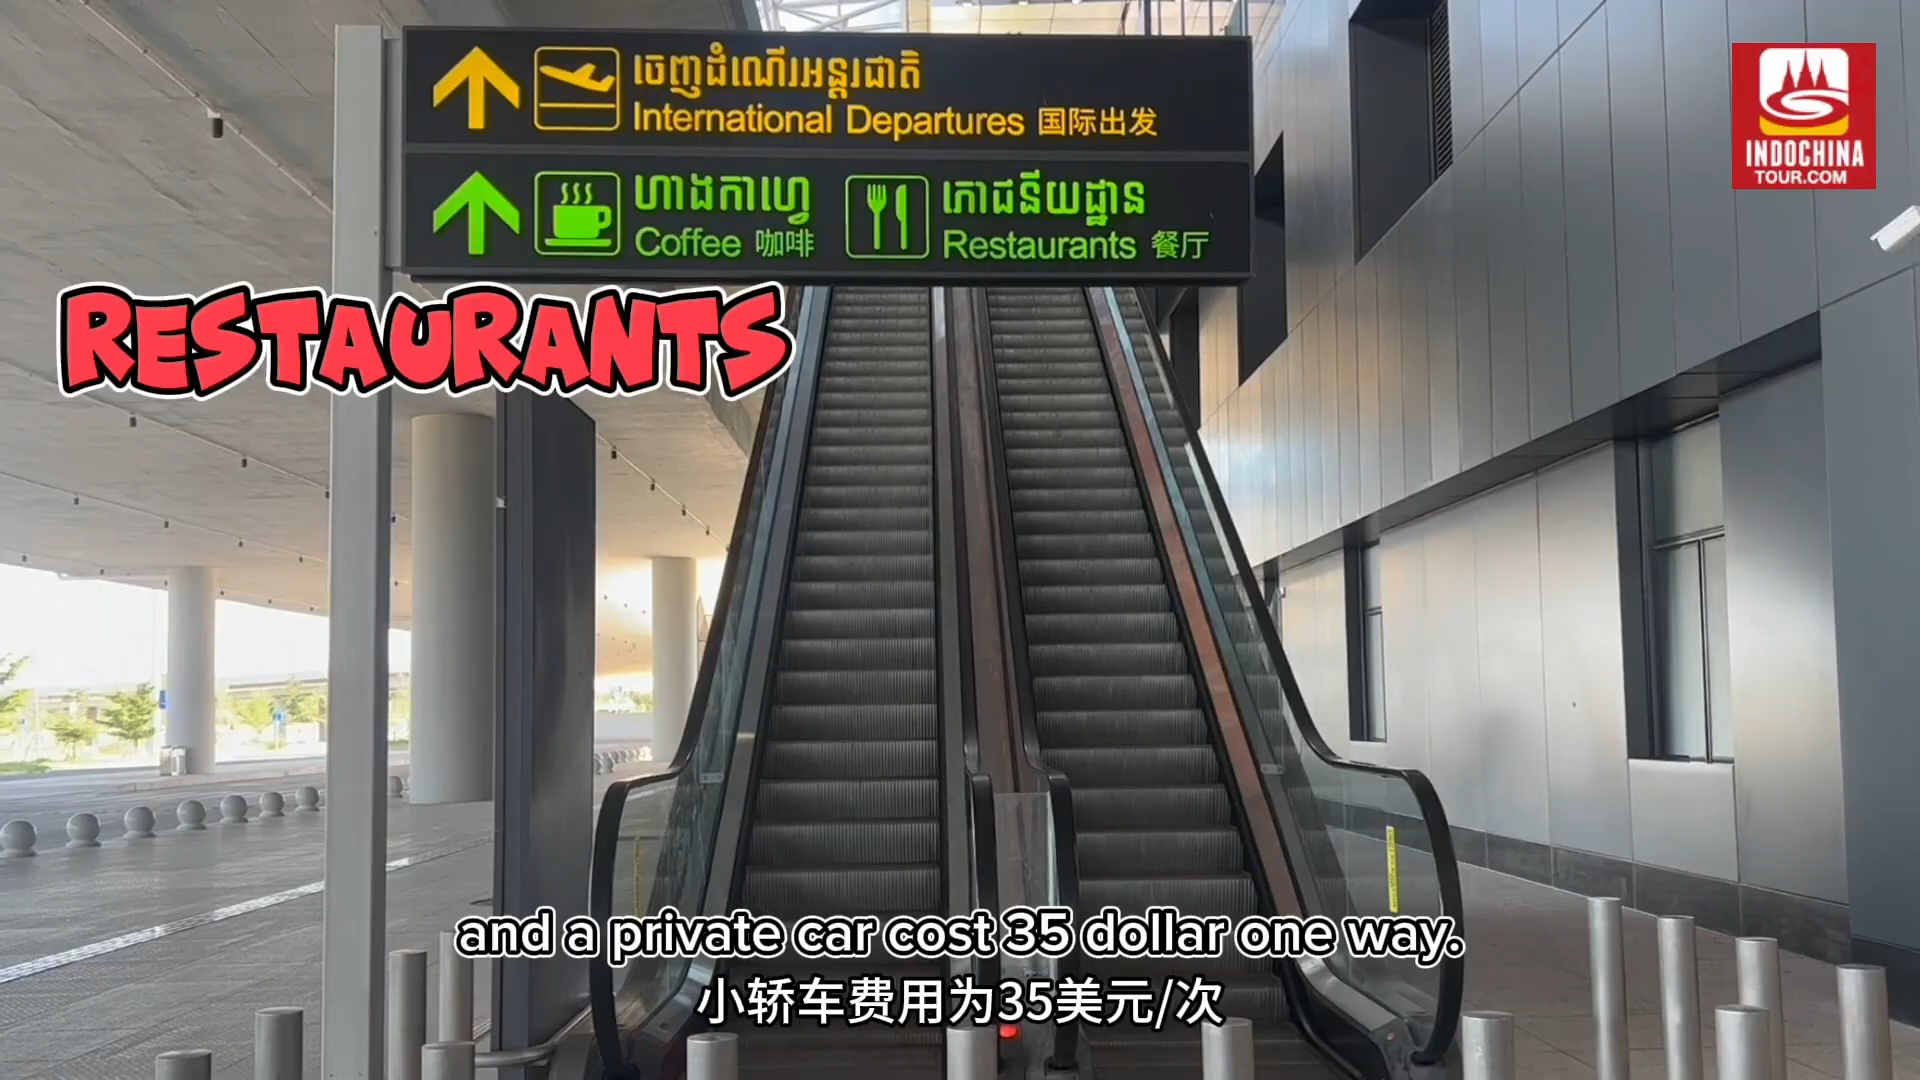 ចេញដំណើរអន្តរជាតិ
International Departures 国际出发
ហាងកាហ្វេ
Coffee 咖啡
ភោជនីយដ្ឋាន
Restaurants 餐厅
INDOCHINA
TOUR.COM
RESTAURANTS
and a private car cost 35 dollar one way.
小轿车费用为35美元/次